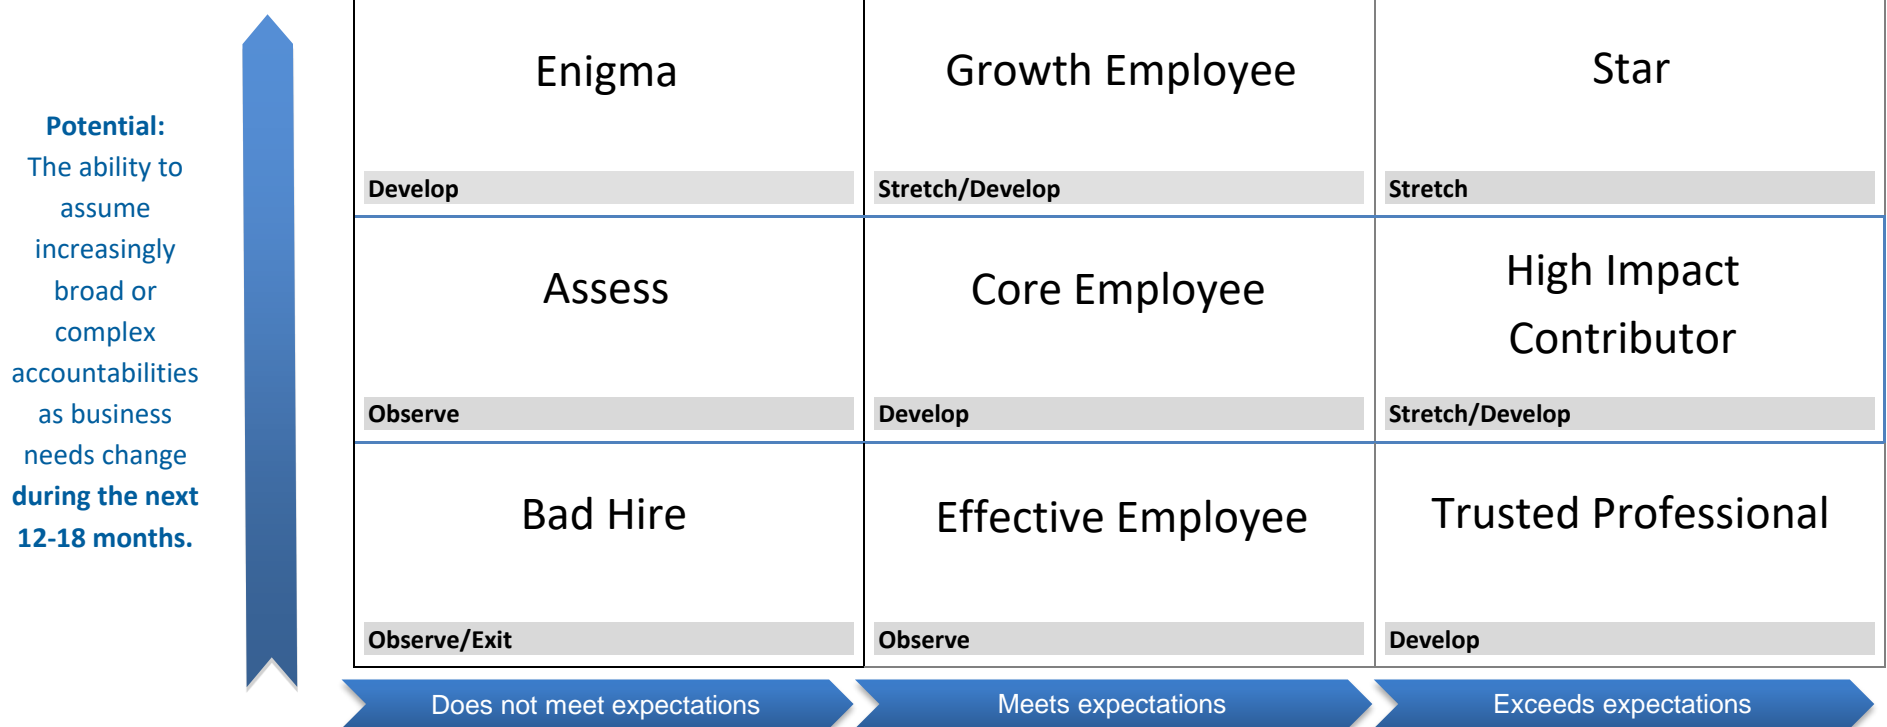 Potential:
The ability to
assume
increasingly
broad or
complex
accountabilities
as business
needs change
during the next
12-18 months.
Enigma
Develop
Growth Employee
Stretch/Develop
Star
Stretch
Assess
Observe
Core Employee
Develop
High Impact
Contributor
Stretch/Develop
Bad Hire
Observe/Exit
Effective Employee
Observe
Trusted Professional
Develop
Does not meet expectations
Meets expectations
Exceeds expectations